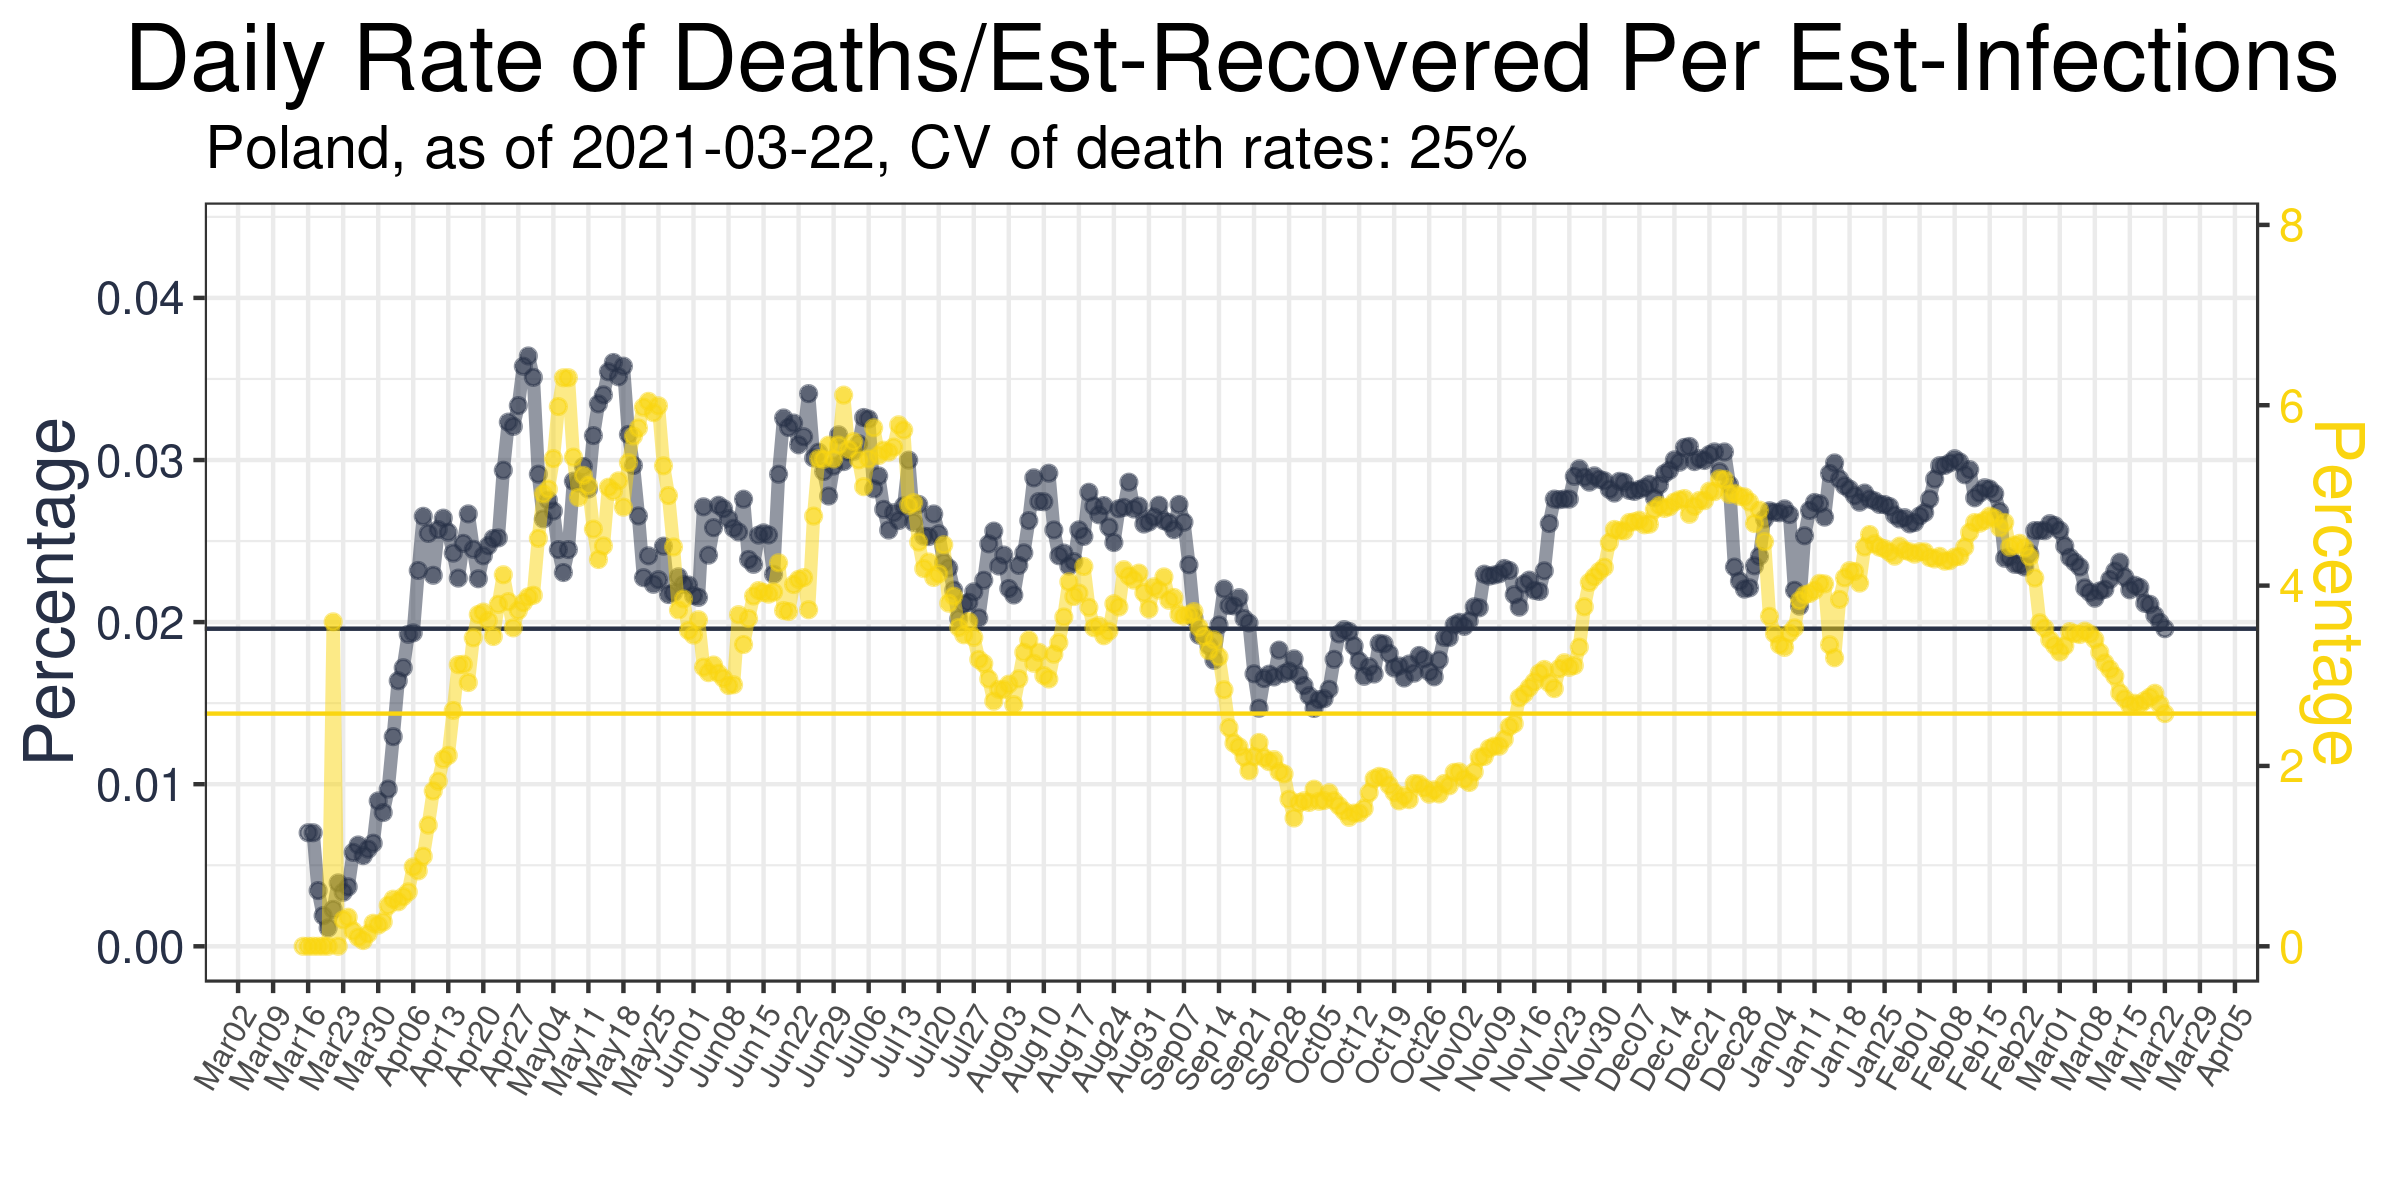 Daily Rate of Deaths/Est-Recovered Per Est-Infections
Poland, as of 2021-03-22, CV of death rates: 25%
Percentage
0.04
0.03
0.02
0.01
0.00
8
6
4
2
0
Percentage
Mar02
Mar09
Mar16
Mar23
Mar30
Apr06
Apr13
Apr20
Apr27
May04
May11
May18
May25
Jun01
Jun08
Jun15
Jun22
Jun29
Jul06
Jul13
Jul20
Jul27
Aug03
Aug10
Aug17
Aug24
Aug31
Sep07
Sep14
Sep21
Sep28
Oct05
Oct12
Oct19
Oct26
Nov02
Nov09
Nov16
Nov23
Nov30
Dec07
Dec14
Dec21
Dec28
Jan04
Jan11
Jan18
Jan25
Feb01
Feb08
Feb15
Feb22
Mar01
Mar08
Mar15
Mar22
Mar29
Apr05